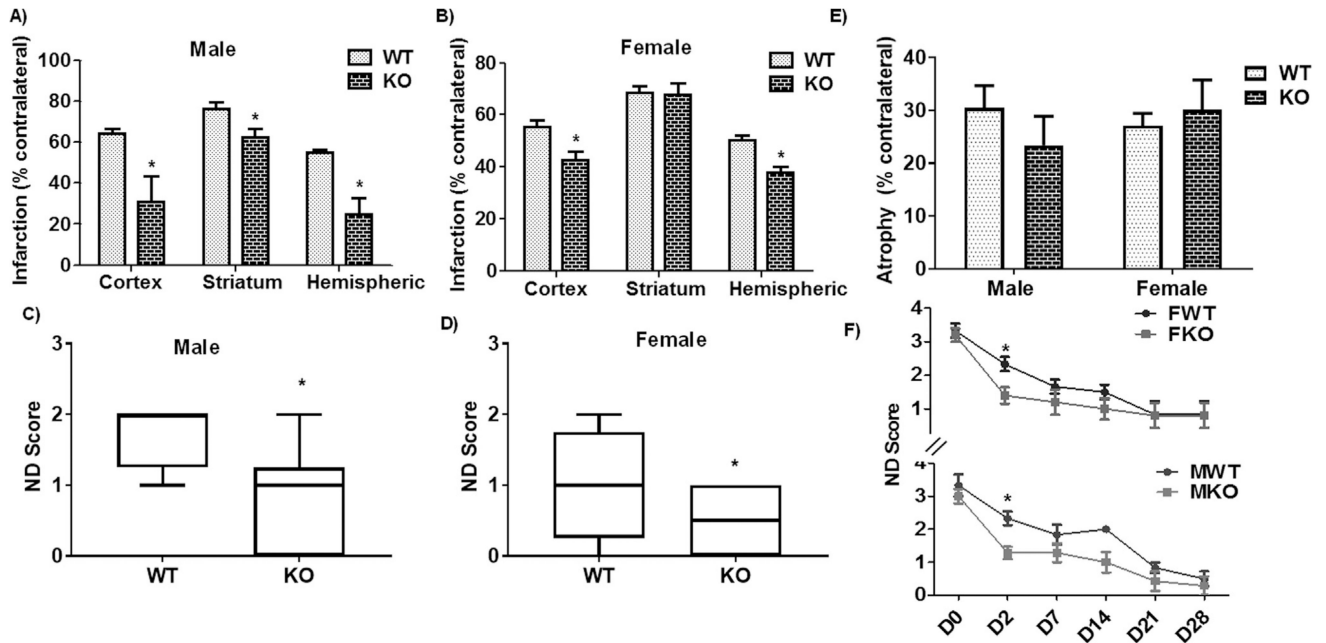 A)
Male
WT
KO
Infarction (% contralateral)
100
80
60
40
20
0
*
*
*
Cortex Striatum Hemispheric
B)
Female
WT
KO
Infarction (% contralateral)
80
60
40
20
0
*
*
Cortex Striatum Hemispheric
E)
WT
KO
Atrophy (% contralateral)
40
30
20
10
0
Male Female
C)
Male
ND Score
3
2
1
0
*
WT KO
D)
Female
ND Score
3
2
1
0
*
WT KO
F)
FWT
FKO
4
3
2
1
*
ND Score
MWT
MKO
4
3
2
1
0
*
D0 D2 D7 D14 D21 D28